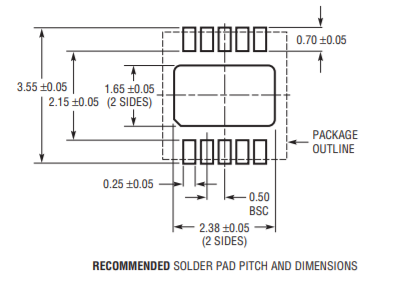 0.70 ±0.05
3.55 ±0.05
1.65 ±0.05
(2 SIDES)
2.15 ±0.05
PACKAGE
OUTLINE
0.25 ±0.05
0.50
BSC
2.38 ±0.05
(2 SIDES)
RECOMMENDED SOLDER PAD PITCH AND DIMENSIONS